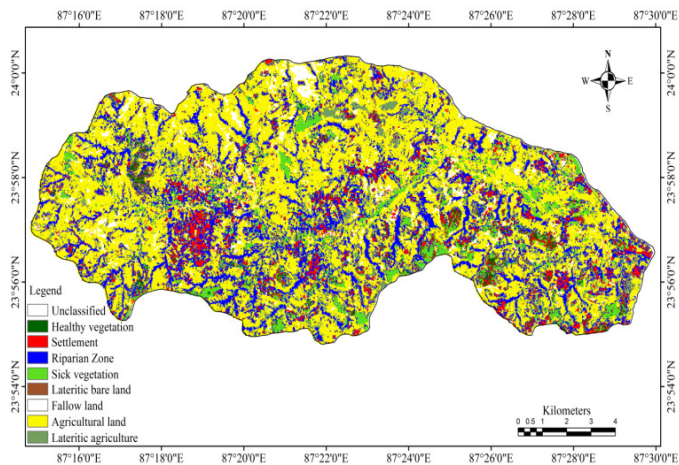 87°16'0"E 87°18'0"E 87°20'0"E 87°22'0"E 87°24'0"E 87°26'0"E 87°28'0"E 87°30'0"E
N
W E
S
24°0'0"N 24°0'0"N
23°58'0"N 23°58'0"N
23°56'0"N 23°56'0"N
23°54'0"N 23°54'0"N
Legend
Unclassified
Healthy vegetation
Settlement
Riparian Zone
Sick vegetation
Lateritic bare land
Fallow land
Agricultural land
Lateritic agriculture
Kilometers
0 0.5 1 2 3 4
87°16'0"E 87°18'0"E 87°20'0"E 87°22'0"E 87°24'0"E 87°26'0"E 87°28'0"E 87°30'0"E